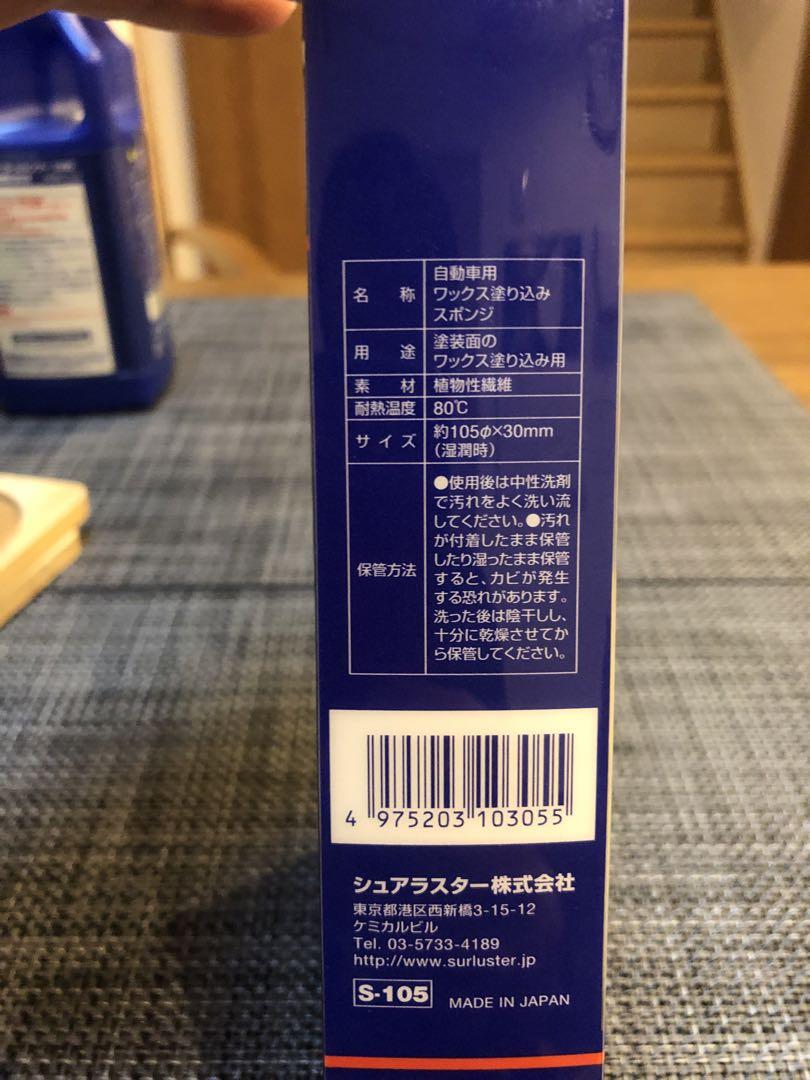 名称
自動車用
ワックス塗り込み
スポンジ
用途
塗装面の
ワックス塗り込み用
素材
植物性繊維
耐熱温度
80℃
サイズ
約105φ×30mm
（湿潤時）
保管方法
●使用後は中性洗剤
で汚れをよく洗い流
してください。●汚れ
が付着したまま保管
したり湿ったまま保管
すると、カビが発生
する恐れがあります。
洗った後は陰干しし、
十分に乾燥させてか
ら保管してください。
4 975203 103055
シュアラスター株式会社
東京都港区西新橋3-15-12
ケミカルビル
Tel. 03-5733-4189
http://www.surluster.jp
S-105 MADE IN JAPAN